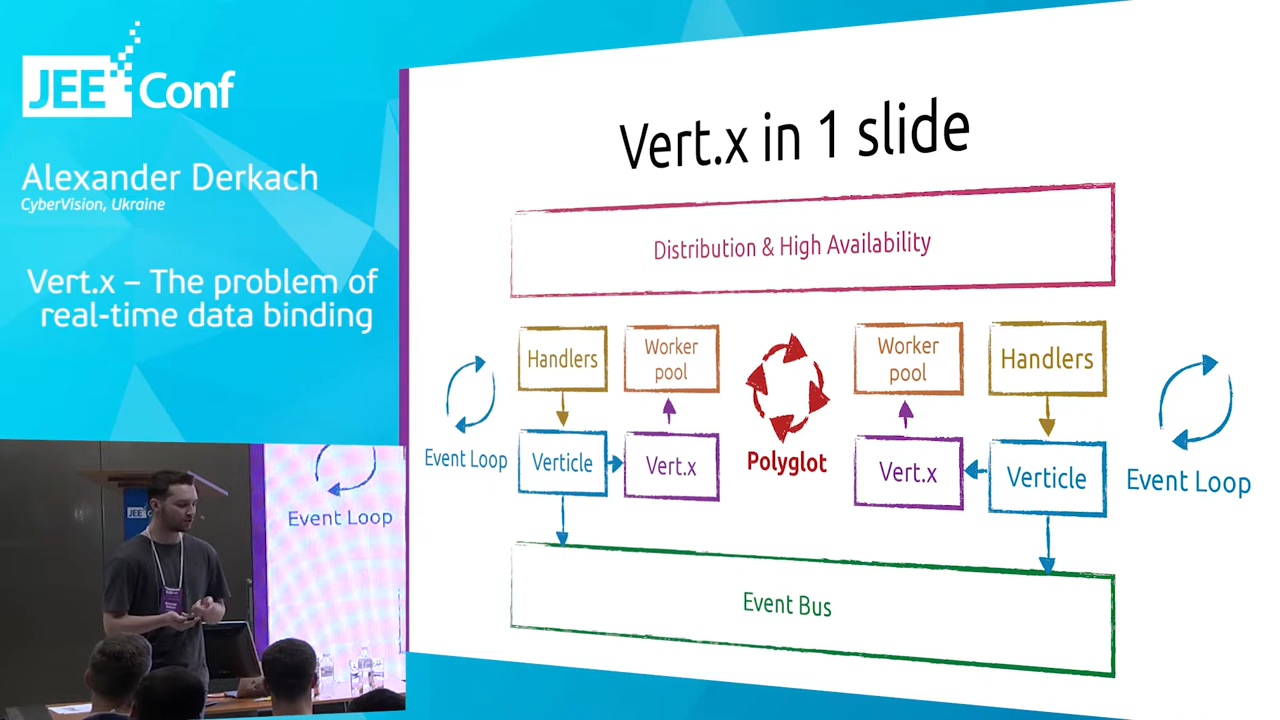 JEE Conf
Alexander Derkach
CyberVision, Ukraine
Vert.x – The problem of
real-time data binding
Vert.x in 1 slide
Distribution & High Availability
Handlers
Worker
pool
Worker
pool
Handlers
Event Loop
Verticle
Vert.x
Polyglot
Vert.x
Verticle
Event Loop
Event Bus
Event Loop
JEE